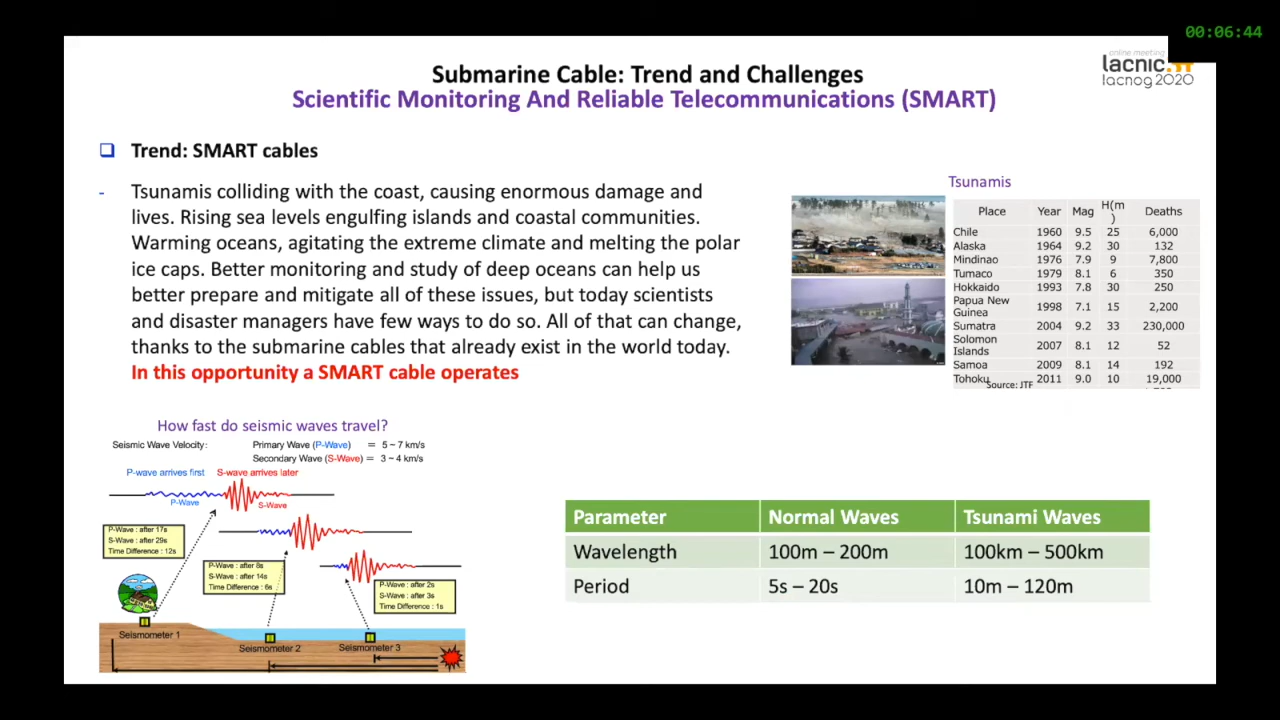 00:06:44
online meeting
lacnic
lacnog 2020
Submarine Cable: Trend and Challenges
Scientific Monitoring And Reliable Telecommunications (SMART)
Trend: SMART cables
- Tsunamis colliding with the coast, causing enormous damage and
lives. Rising sea levels engulfing islands and coastal communities.
Warming oceans, agitating the extreme climate and melting the polar
ice caps. Better monitoring and study of deep oceans can help us
better prepare and mitigate all of these issues, but today scientists
and disaster managers have few ways to do so. All of that can change,
thanks to the submarine cables that already exist in the world today.
In this opportunity a SMART cable operates
Tsunamis
Place Year Mag H(m) Deaths
Chile 1960 9.5 25 6,000
Alaska 1964 9.2 30 132
Mindinao 1976 7.9 9 7,800
Tumaco 1979 8.1 6 350
Hokkaido 1993 7.8 30 250
Papua New Guinea 1998 7.1 15 2,200
Sumatra 2004 9.2 33 230,000
Solomon Islands 2007 8.1 12 52
Samoa 2009 8.1 14 192
Tohoku 2011 9.0 10 19,000
Source: JTF
How fast do seismic waves travel?
Seismic Wave Velocity: Primary Wave (P-Wave) = 5 ~ 7 km/s
Secondary Wave (S-Wave) = 3 ~ 4 km/s
P-wave arrives first S-wave arrives later
P-Wave
S-Wave
P-Wave : after 17s
S-Wave : after 29s
Time Difference : 12s
P-Wave : after 8s
S-Wave : after 14s
Time Difference : 6s
P-Wave : after 2s
S-Wave : after 3s
Time Difference : 1s
Seismometer 1
Seismometer 2
Seismometer 3
Parameter Normal Waves Tsunami Waves
Wavelength 100m – 200m 100km – 500km
Period 5s – 20s 10m – 120m